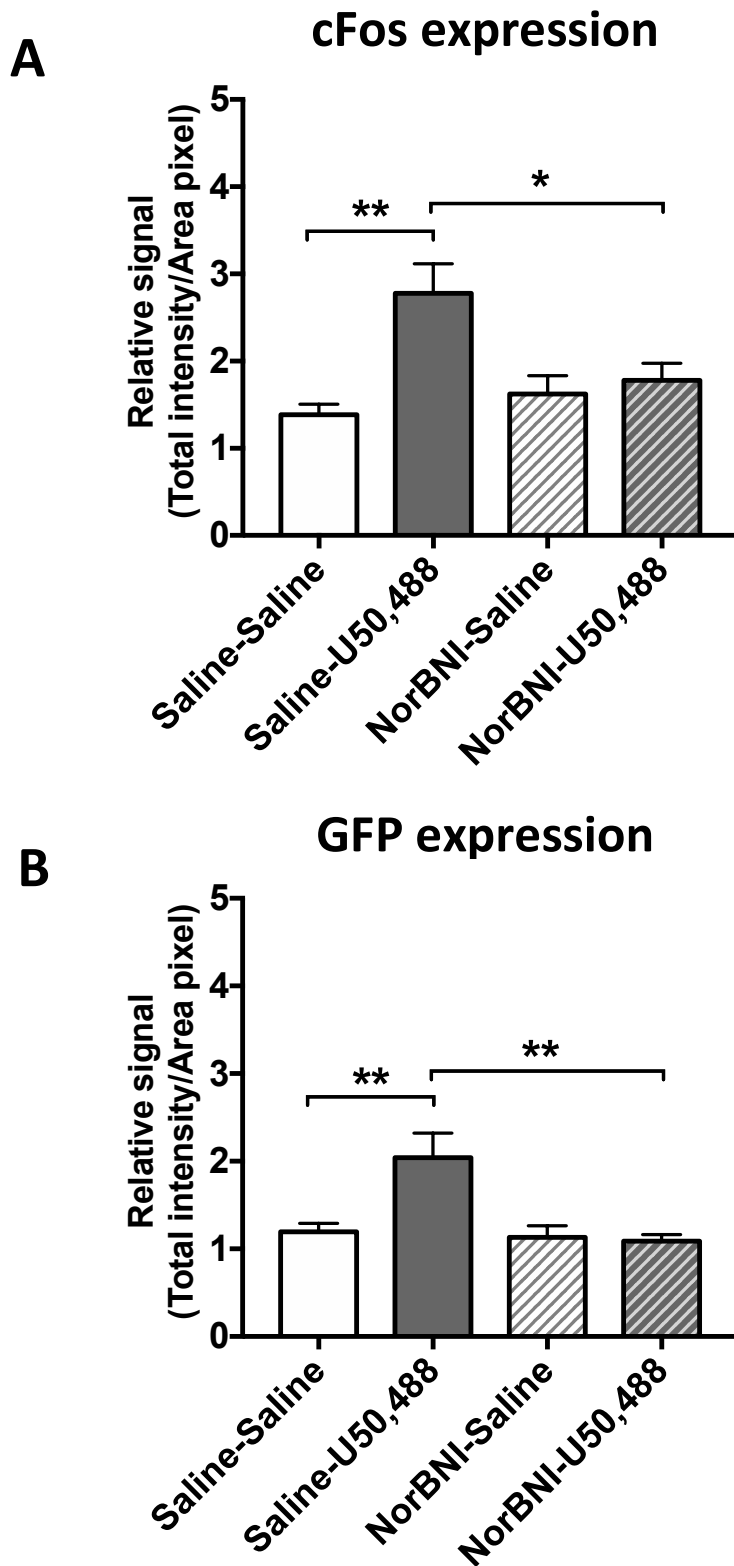 A
cFos expression
Relative signal
(Total intensity/Area pixel)
5
4
3
2
1
0
**
*
Saline-Saline
Saline-U50,488
NorBNI-Saline
NorBNI-U50,488
B
GFP expression
Relative signal
(Total intensity/Area pixel)
5
4
3
2
1
0
**
**
Saline-Saline
Saline-U50,488
NorBNI-Saline
NorBNI-U50,488